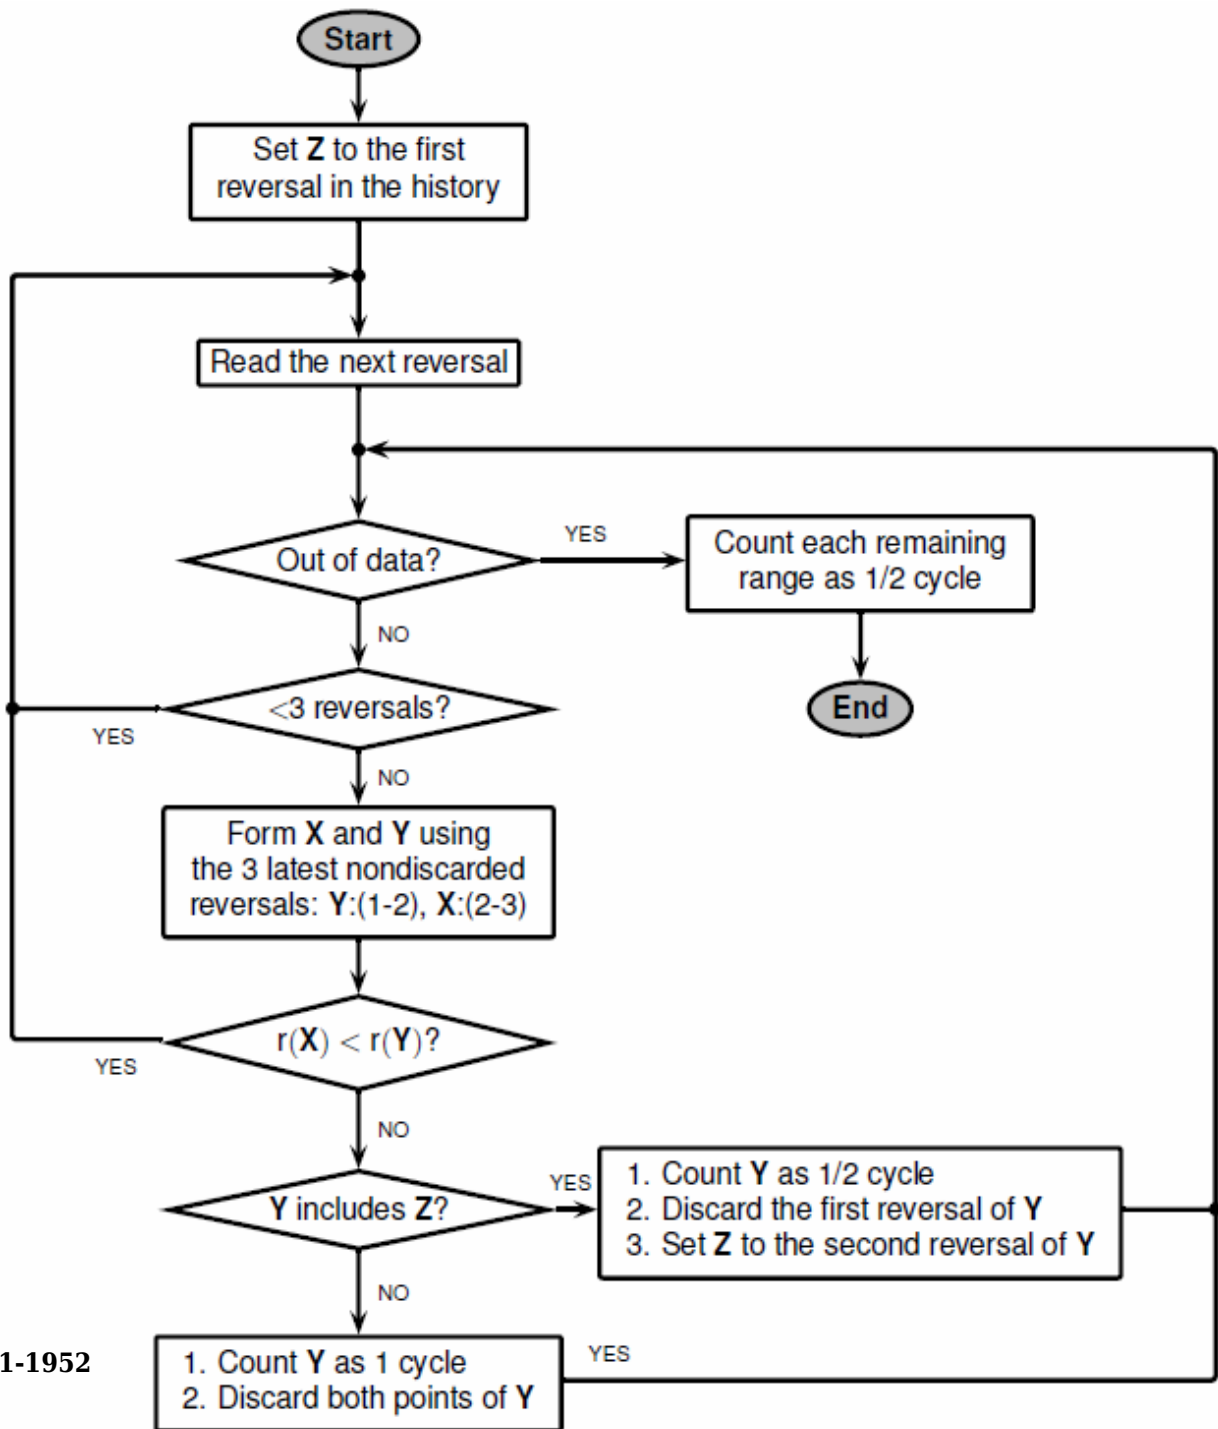 Start
Set Z to the first
reversal in the history
Read the next reversal
Out of data?
YES
Count each remaining
range as 1/2 cycle
NO
<3 reversals?
End
YES
NO
Form X and Y using
the 3 latest nondiscarded
reversals: Y:(1-2), X:(2-3)
r(X) < r(Y)?
YES
NO
Y includes Z?
YES
1. Count Y as 1/2 cycle
2. Discard the first reversal of Y
3. Set Z to the second reversal of Y
NO
1-1952
1. Count Y as 1 cycle
2. Discard both points of Y
YES